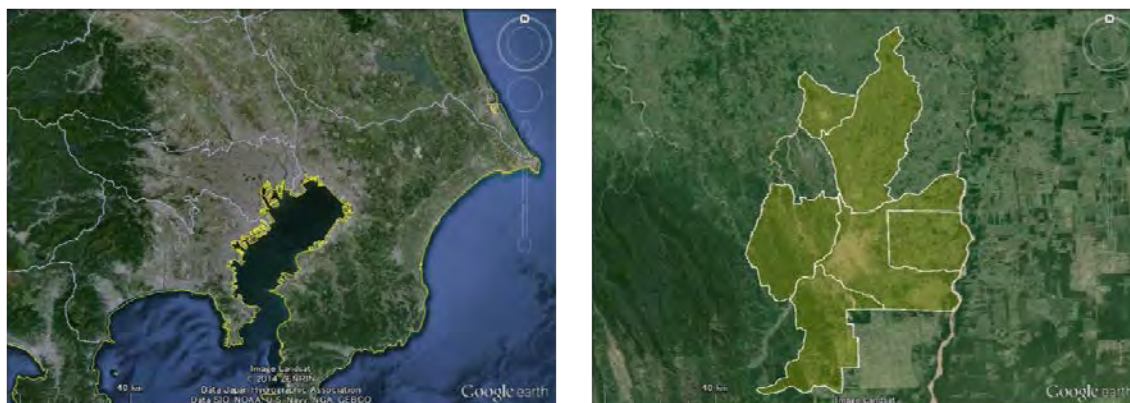 N
40 km
Image Landsat
© 2014 ZENRIN
Data Japan Hydrographic Association
Data SIO, NOAA, U.S. Navy, NGA, GEBCO
Google earth
N
40 km
Image Landsat
Google earth